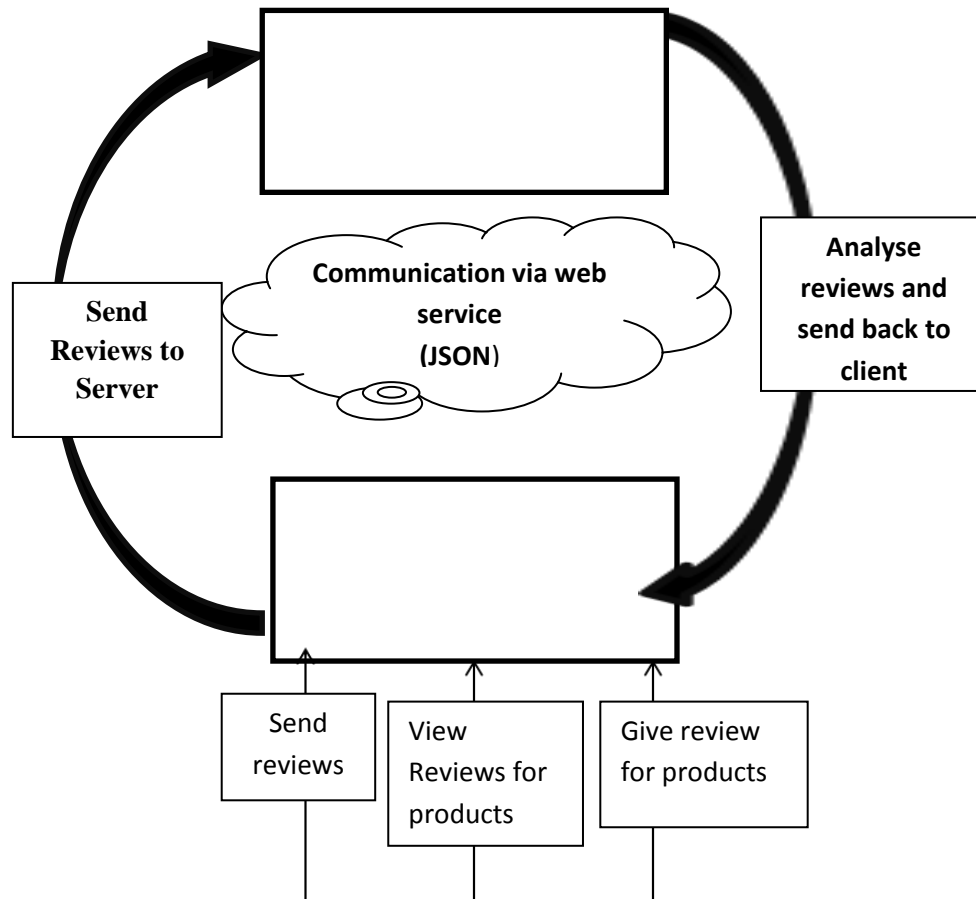 Communication via web
service
(JSON)
Send
Reviews to
Server
Analyse
reviews and
send back to
client
Send
reviews
View
Reviews for
products
Give review
for products